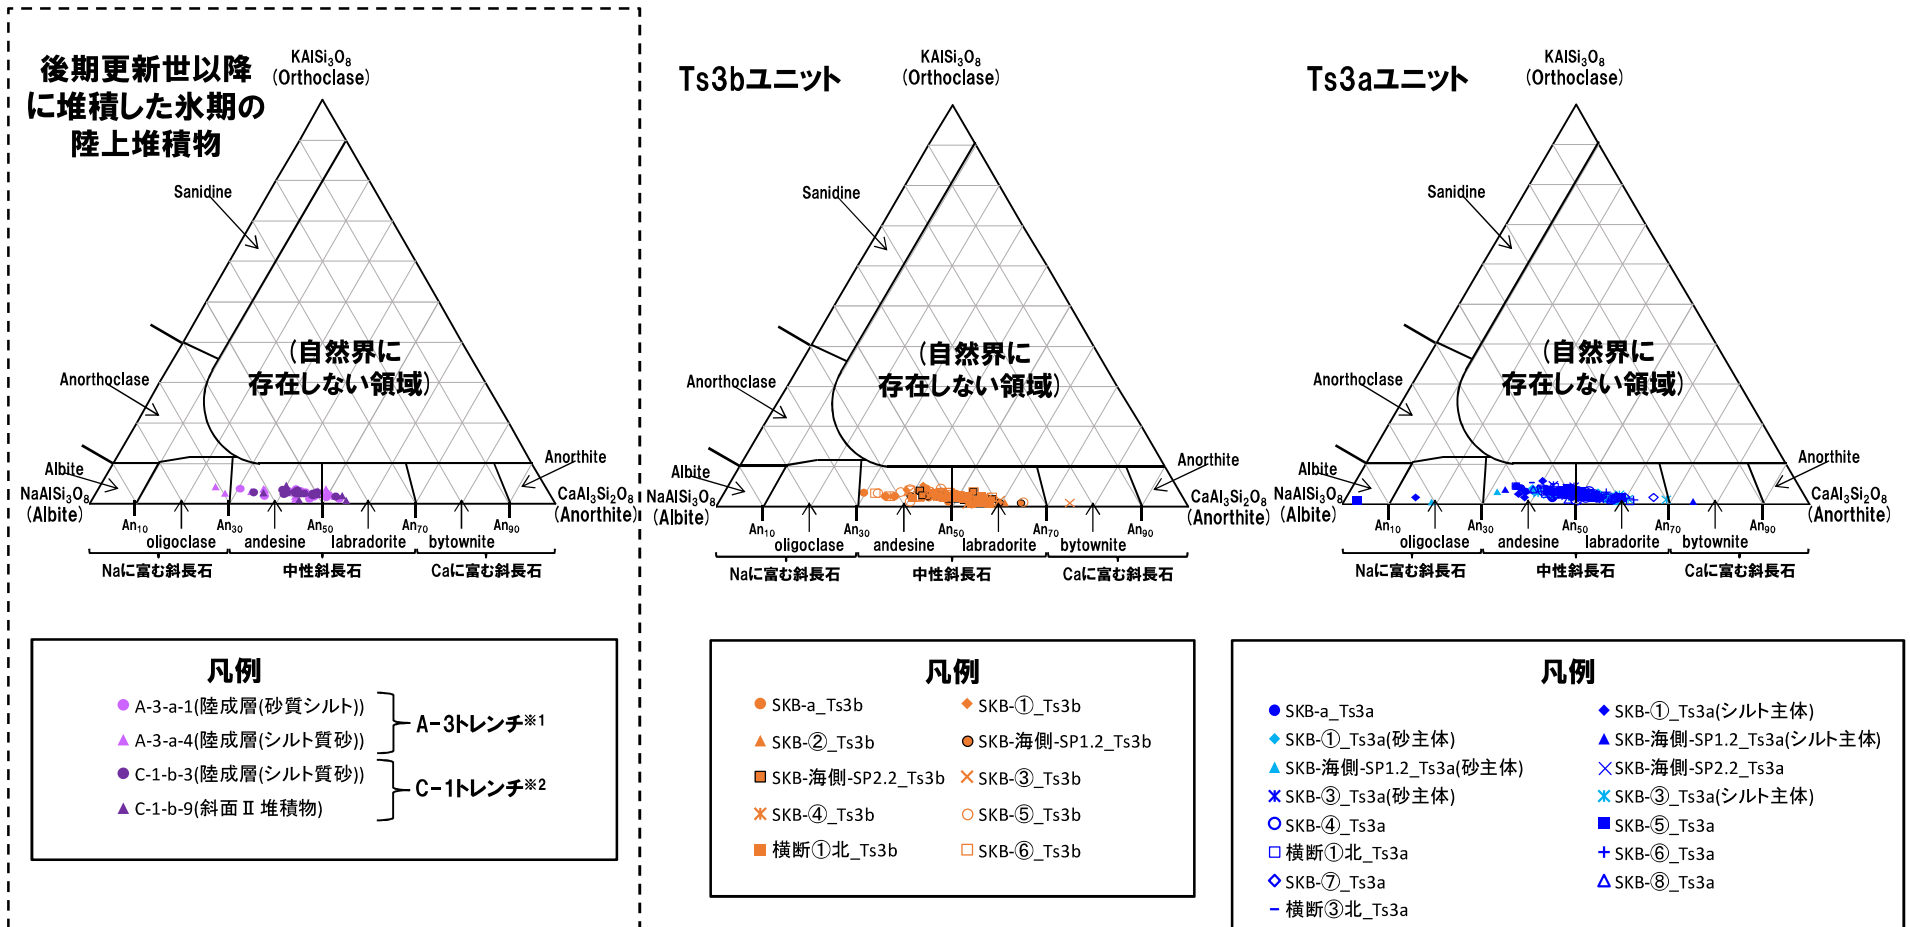 後期更新世以降
に堆積した氷期の
陸上堆積物
KAlSi₃O₈
(Orthoclase)
Sanidine
(自然界に
存在しない領域)
Anorthoclase
Albite
NaAlSi₃O₈
(Albite)
Anorthite
CaAl₃Si₂O₈
(Anorthite)
An₁₀
An₃₀
An₅₀
An₇₀
An₉₀
oligoclase
andesine
labradorite
bytownite
Naに富む斜長石
中性斜長石
Caに富む斜長石
凡例
A-3-a-1(陸成層(砂質シルト))
A-3-a-4(陸成層(シルト質砂))
A-3トレンチ※1
C-1-b-3(陸成層(シルト質砂))
C-1-b-9(斜面Ⅱ堆積物)
C-1トレンチ※2
Ts3bユニット
KAlSi₃O₈
(Orthoclase)
Sanidine
(自然界に
存在しない領域)
Anorthoclase
Albite
NaAlSi₃O₈
(Albite)
Anorthite
CaAl₃Si₂O₈
(Anorthite)
An₁₀
An₃₀
An₅₀
An₇₀
An₉₀
oligoclase
andesine
labradorite
bytownite
Naに富む斜長石
中性斜長石
Caに富む斜長石
凡例
SKB-a_Ts3b
SKB-①_Ts3b
SKB-②_Ts3b
SKB-海側-SP1.2_Ts3b
SKB-海側-SP2.2_Ts3b
SKB-③_Ts3b
SKB-④_Ts3b
SKB-⑤_Ts3b
横断①北_Ts3b
SKB-⑥_Ts3b
Ts3aユニット
KAlSi₃O₈
(Orthoclase)
Sanidine
(自然界に
存在しない領域)
Anorthoclase
Albite
NaAlSi₃O₈
(Albite)
Anorthite
CaAl₃Si₂O₈
(Anorthite)
An₁₀
An₃₀
An₅₀
An₇₀
An₉₀
oligoclase
andesine
labradorite
bytownite
Naに富む斜長石
中性斜長石
Caに富む斜長石
凡例
SKB-a_Ts3a
SKB-①_Ts3a(シルト主体)
SKB-①_Ts3a(砂主体)
SKB-海側-SP1.2_Ts3a(シルト主体)
SKB-海側-SP1.2_Ts3a(砂主体)
SKB-海側-SP2.2_Ts3a
SKB-③_Ts3a(砂主体)
SKB-③_Ts3a(シルト主体)
SKB-④_Ts3a
SKB-⑤_Ts3a
横断①北_Ts3a
SKB-⑥_Ts3a
SKB-⑦_Ts3a
SKB-⑧_Ts3a
横断③北_Ts3a